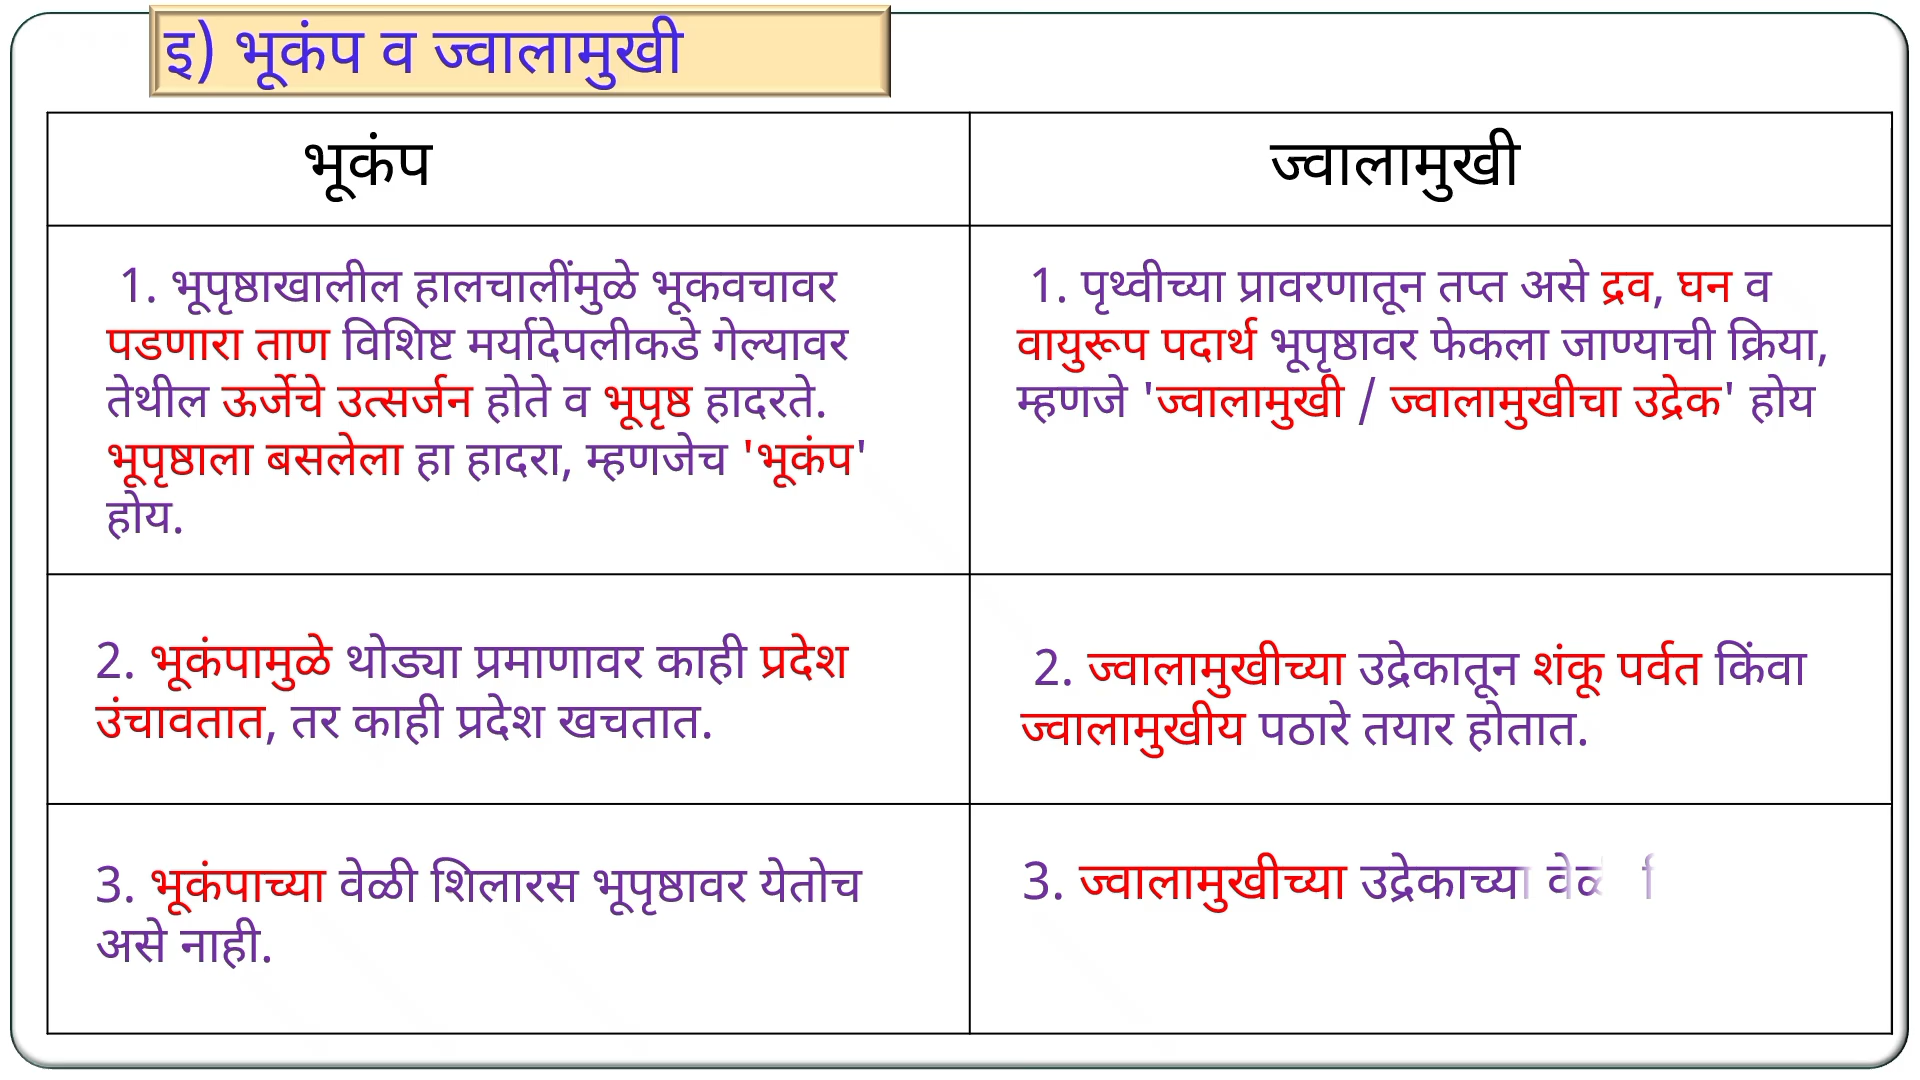 इ) भूकंप व ज्वालामुखी
भूकंप
ज्वालामुखी
1. भूपृष्ठाखालील हालचालींमुळे भूकवचावर
पडणारा ताण विशिष्ट मर्यादेपलीकडे गेल्यावर
तेथील ऊर्जेचे उत्सर्जन होते व भूपृष्ठ हादरते.
भूपृष्ठाला बसलेला हा हादरा, म्हणजेच 'भूकंप'
होय.
1. पृथ्वीच्या प्रावरणातून तप्त असे द्रव, घन व
वायुरूप पदार्थ भूपृष्ठावर फेकला जाण्याची क्रिया,
म्हणजे 'ज्वालामुखी / ज्वालामुखीचा उद्रेक' होय
2. भूकंपामुळे थोड्या प्रमाणावर काही प्रदेश
उंचावतात, तर काही प्रदेश खचतात.
2. ज्वालामुखीच्या उद्रेकातून शंकू पर्वत किंवा
ज्वालामुखीय पठारे तयार होतात.
3. भूकंपाच्या वेळी शिलारस भूपृष्ठावर येतोच
असे नाही.
3. ज्वालामुखीच्या उद्रेकाच्या